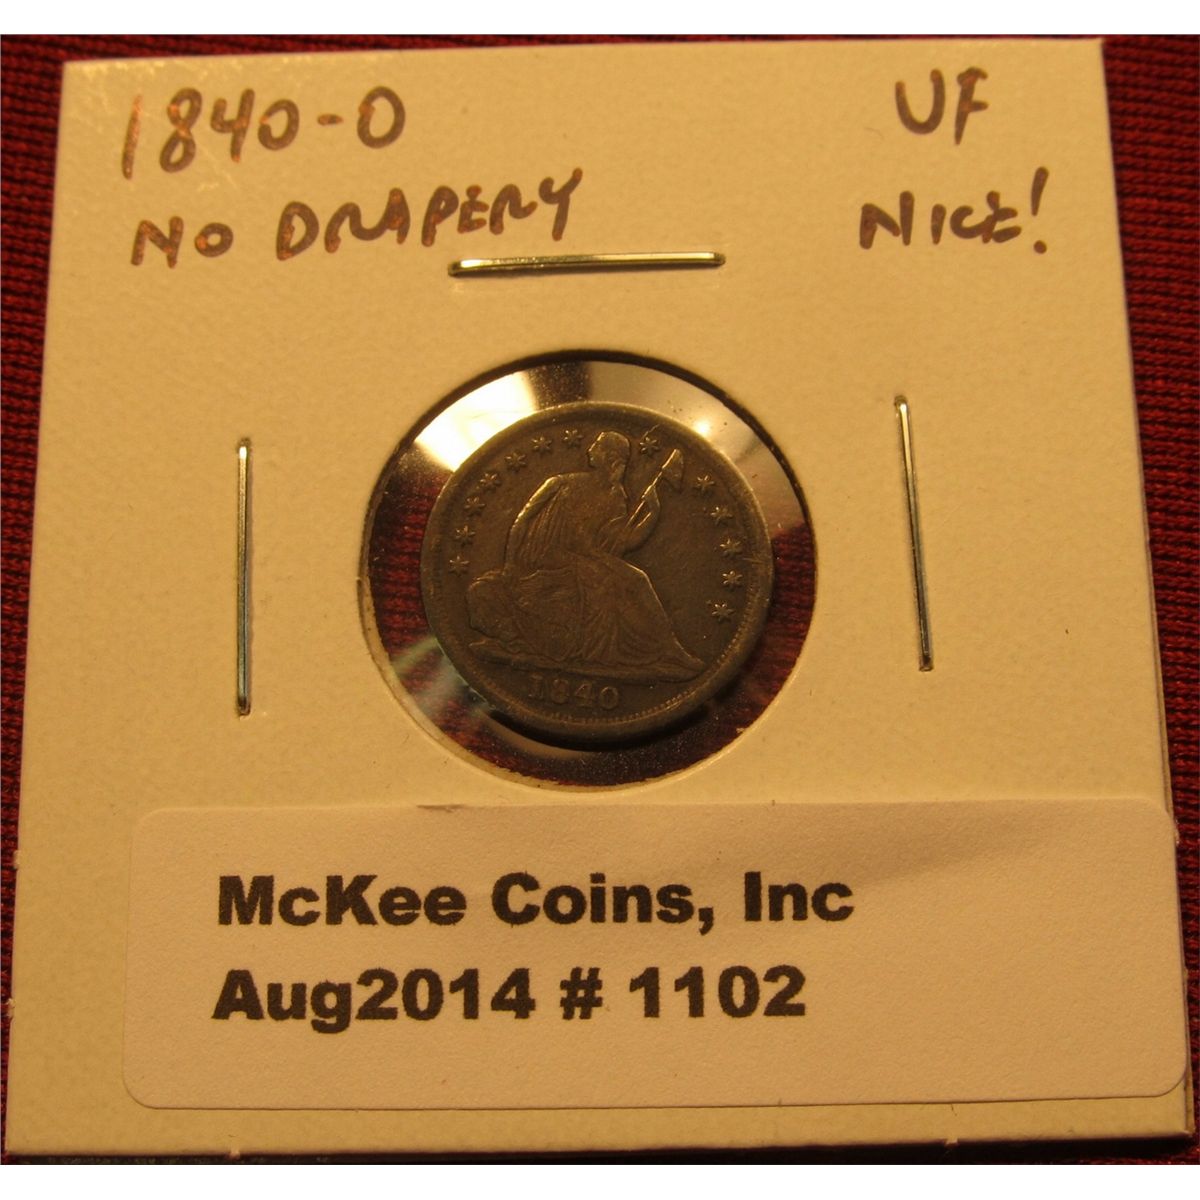 1840-O
NO DRAPERY
VF
NICE!
1840
McKee Coins, Inc
Aug2014 # 1102